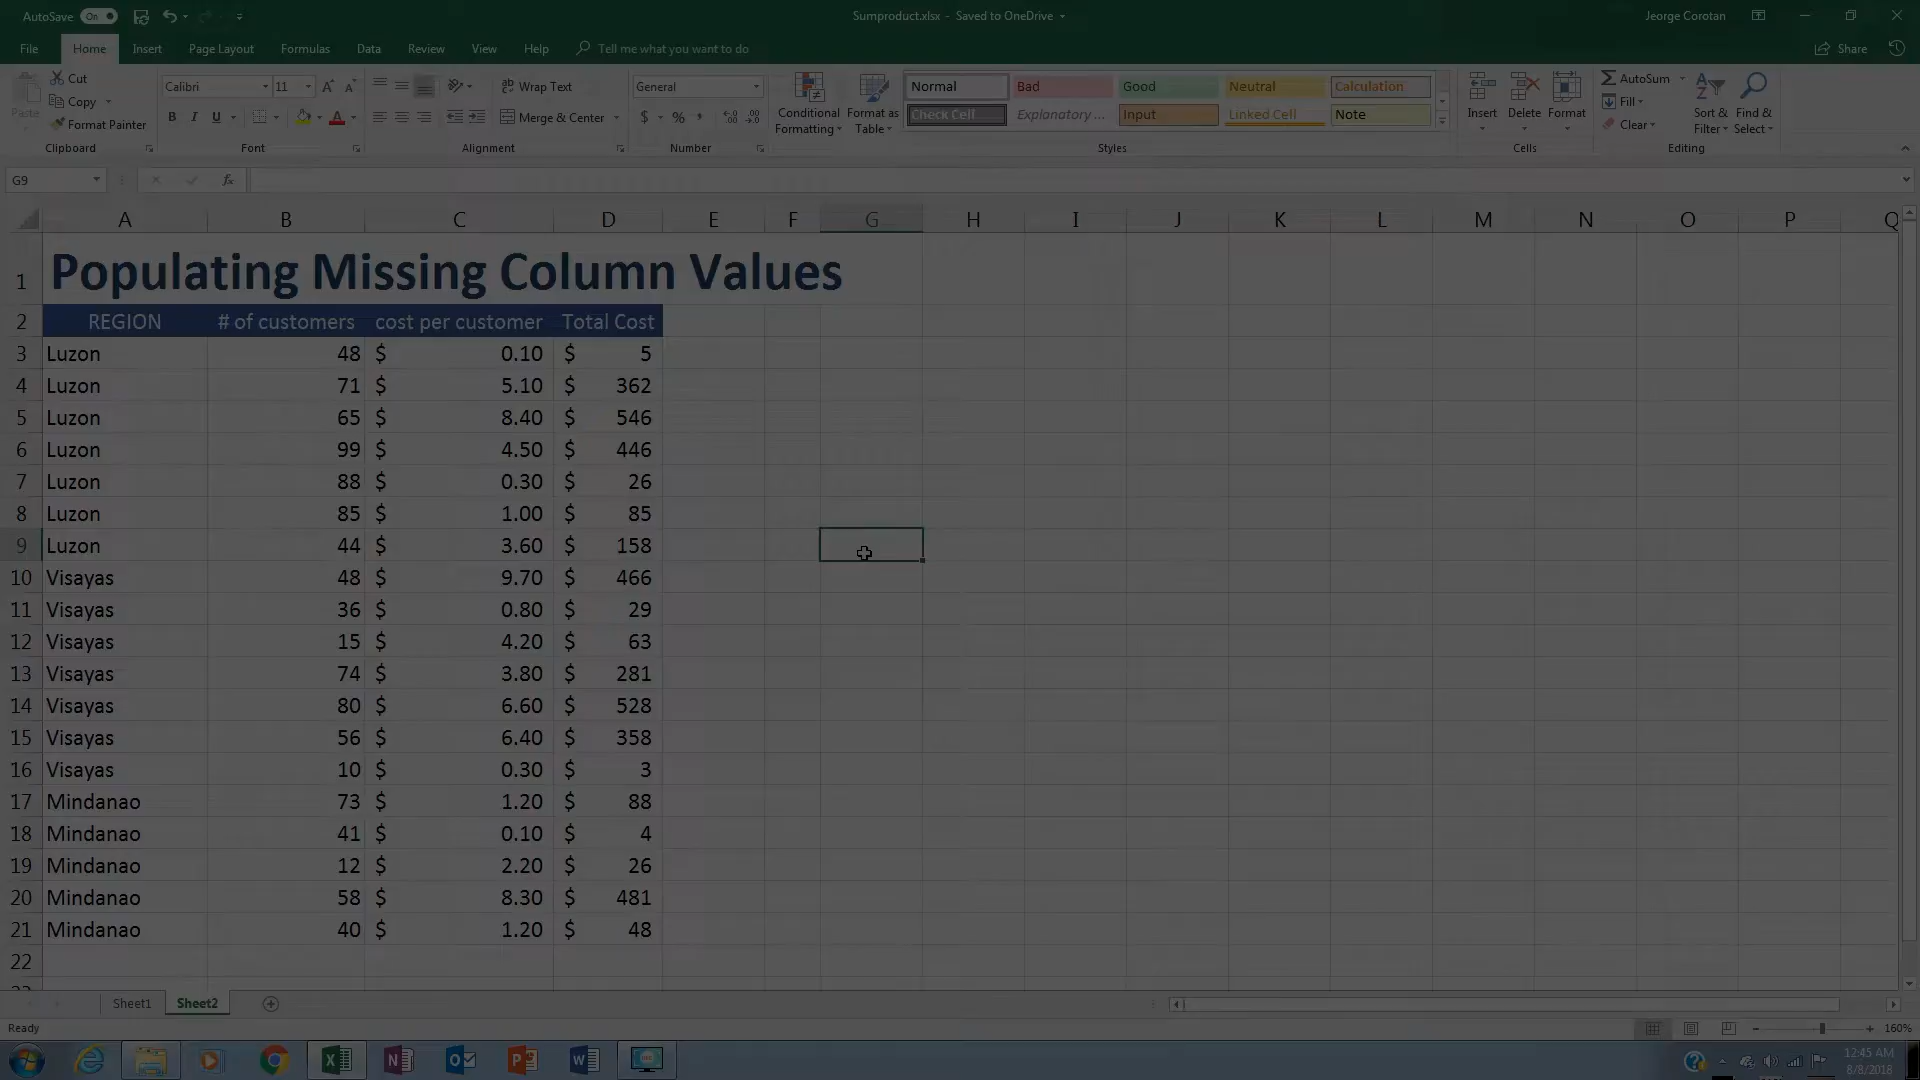 AutoSave On Sumproduct.xlsx - Saved to OneDrive Jeorge Corotan
File Home Insert Page Layout Formulas Data Review View Help Tell me what you want to do Share
Paste Cut Copy Format Painter Clipboard
Calibri 11 B I U A Font
Wrap Text Merge & Center Alignment
General $ % , Number
Conditional Formatting Format as Table
Normal Bad Good Neutral Calculation
Check Cell Explanatory ... Input Linked Cell Note
Styles
Insert Delete Format Cells
AutoSum Fill Clear Sort & Filter Find & Select Editing
G9 fx
A B C D E F G H I J K L M N O P Q
1 Populating Missing Column Values
2 REGION # of customers cost per customer Total Cost
3 Luzon 48 $ 0.10 $ 5
4 Luzon 71 $ 5.10 $ 362
5 Luzon 65 $ 8.40 $ 546
6 Luzon 99 $ 4.50 $ 446
7 Luzon 88 $ 0.30 $ 26
8 Luzon 85 $ 1.00 $ 85
9 Luzon 44 $ 3.60 $ 158
10 Visayas 48 $ 9.70 $ 466
11 Visayas 36 $ 0.80 $ 29
12 Visayas 15 $ 4.20 $ 63
13 Visayas 74 $ 3.80 $ 281
14 Visayas 80 $ 6.60 $ 528
15 Visayas 56 $ 6.40 $ 358
16 Visayas 10 $ 0.30 $ 3
17 Mindanao 73 $ 1.20 $ 88
18 Mindanao 41 $ 0.10 $ 4
19 Mindanao 12 $ 2.20 $ 26
20 Mindanao 58 $ 8.30 $ 481
21 Mindanao 40 $ 1.20 $ 48
22
Sheet1 Sheet2
Ready 160%
12:45 AM
8/8/2018